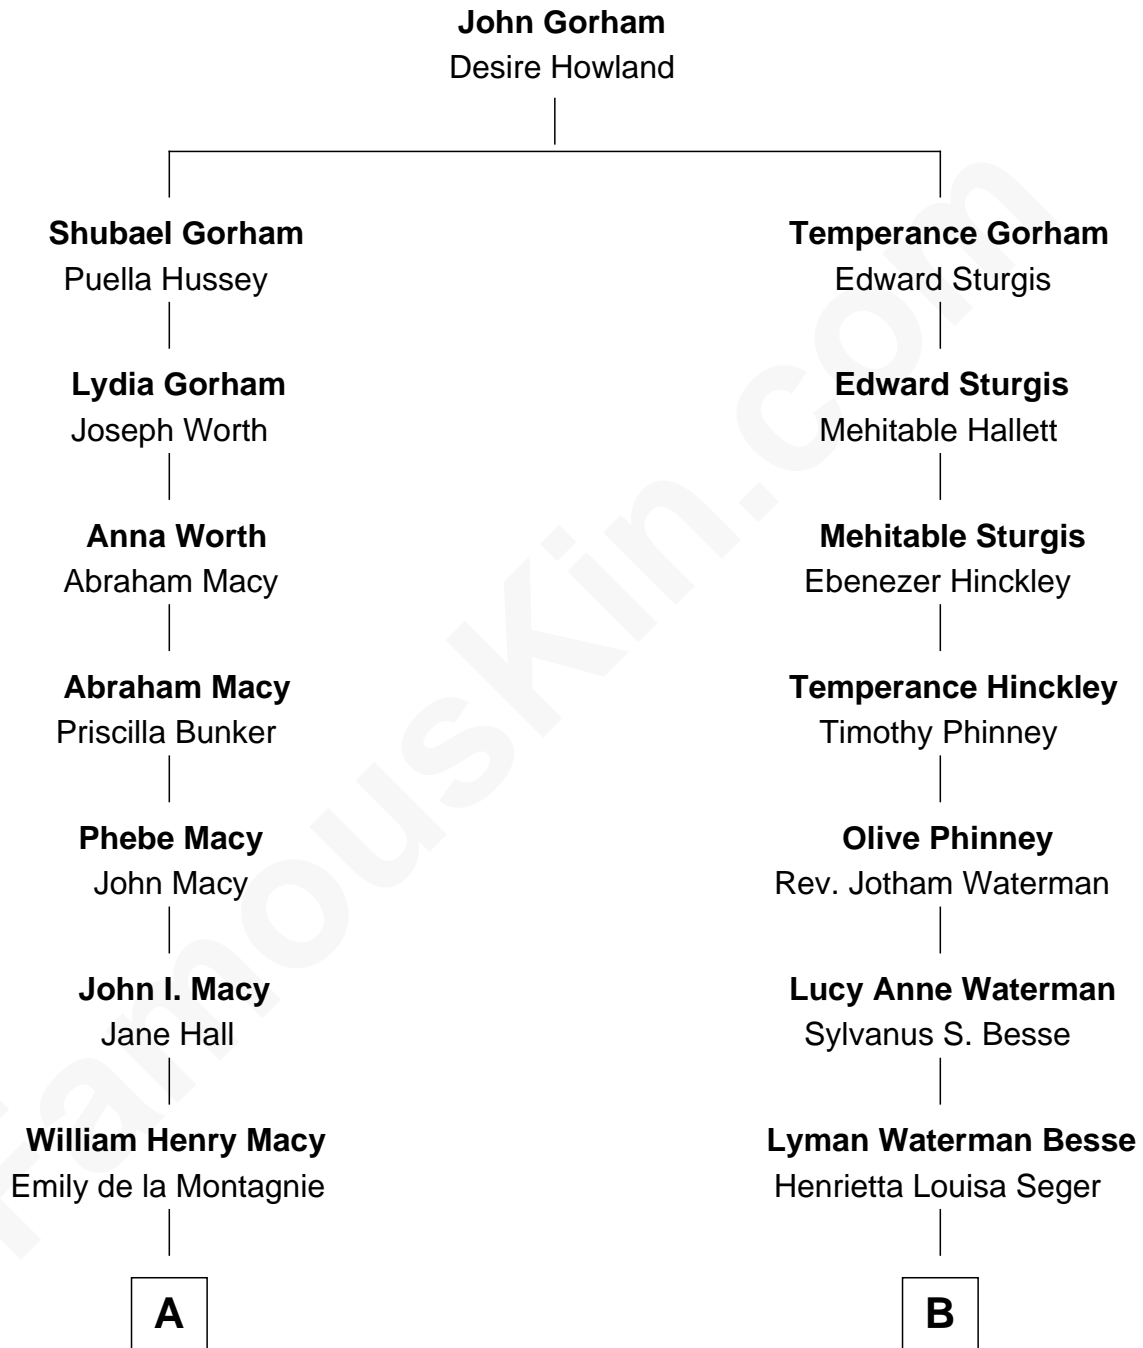 John Gorham
Desire Howland
Shubael Gorham
Puella Hussey
Temperance Gorham
Edward Sturgis
Lydia Gorham
Joseph Worth
Edward Sturgis
Mehitable Hallett
Anna Worth
Abraham Macy
Mehitable Sturgis
Ebenezer Hinckley
Abraham Macy
Priscilla Bunker
Temperance Hinckley
Timothy Phinney
Phebe Macy
John Macy
Olive Phinney
Rev. Jotham Waterman
John I. Macy
Jane Hall
Lucy Anne Waterman
Sylvanus S. Besse
William Henry Macy
Emily de la Montagnie
Lyman Waterman Besse
Henrietta Louisa Seger
A
B
FamousKin.com